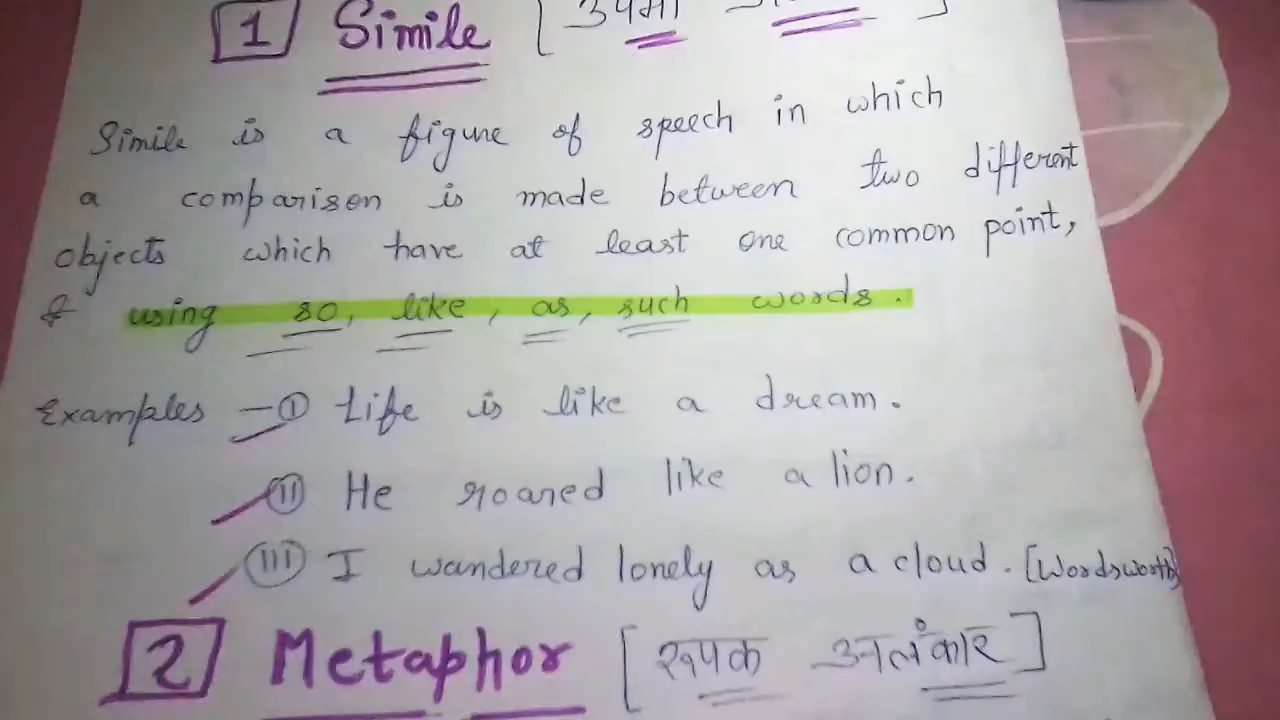 1 Simile [ उपमा
Simile is a figure of speech in which
a comparison is made between two different
objects which have at least one common point,
& using so, like, as, such words.
Examples - (I) Life is like a dream.
(II) He roared like a lion.
(III) I wandered lonely as a cloud. [Wordsworth]
2 Metaphor [रूपक अलंकार]